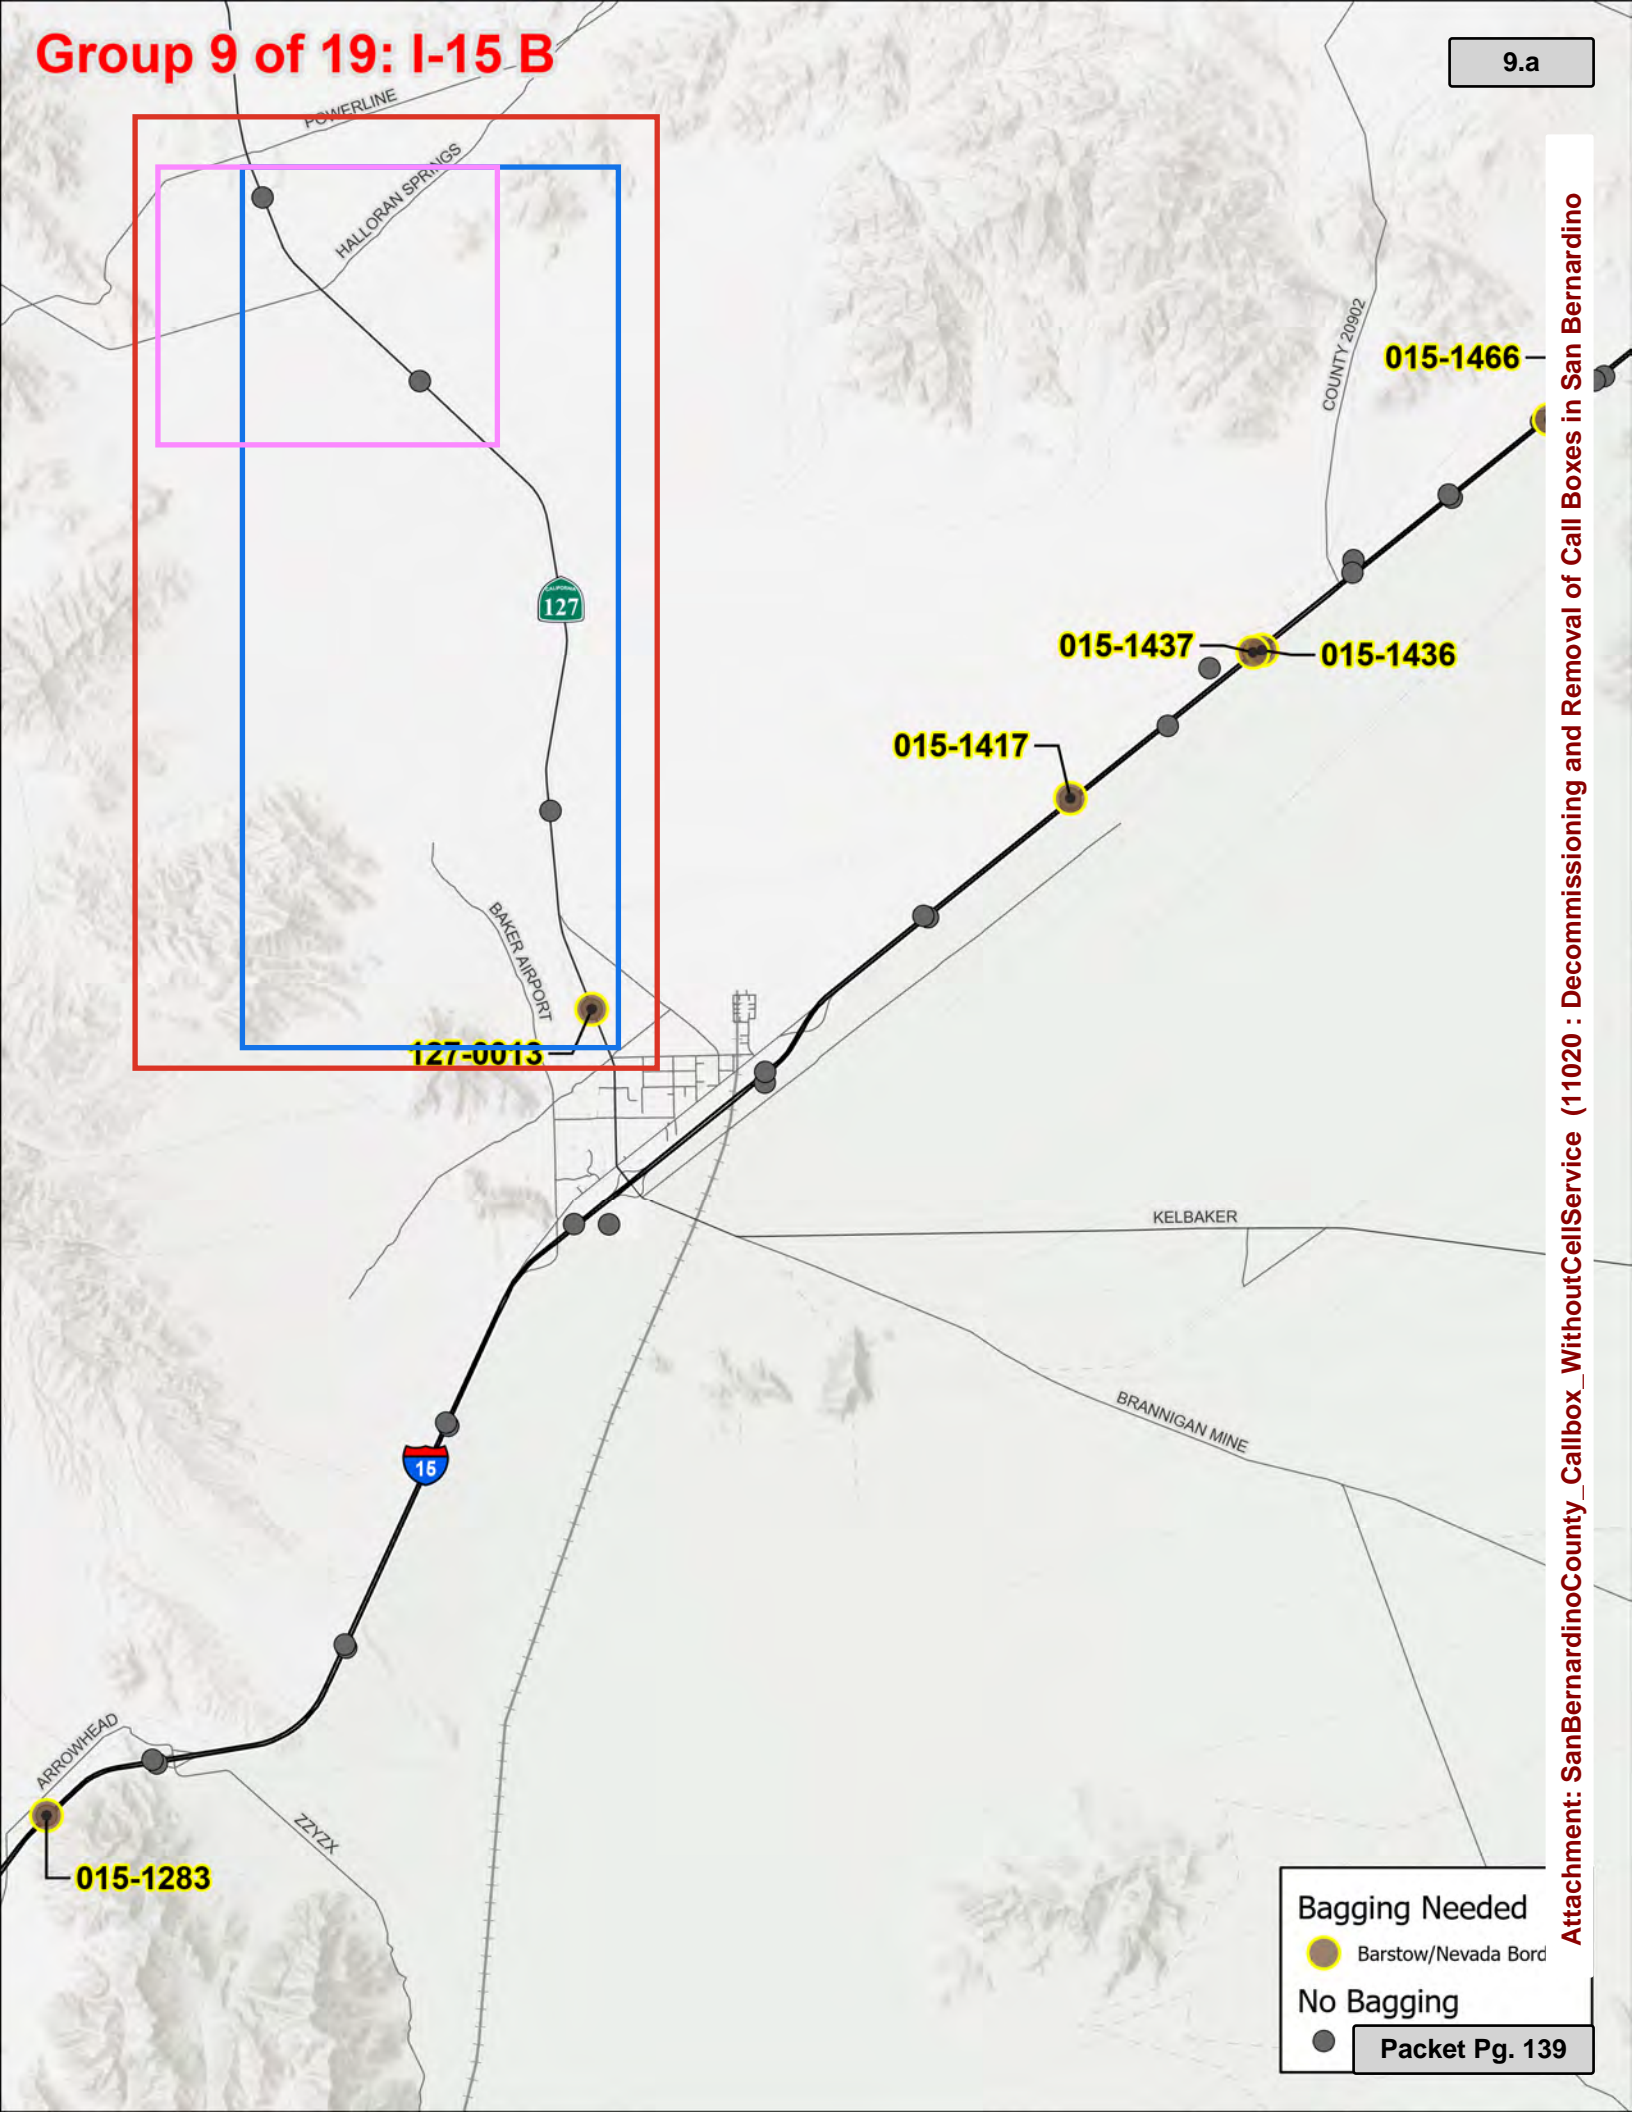 Group 9 of 19: I-15 B
9.a
POWERLINE
HALLORAN SPRINGS
COUNTY 20902
015-1466
CALIFORNIA
127
015-1437
015-1436
015-1417
BAKER AIRPORT
127-0013
KELBAKER
BRANNIGAN MINE
15
ARROWHEAD
ZZYZX
015-1283
Bagging Needed
Barstow/Nevada Bord
No Bagging
Packet Pg. 139
Attachment: SanBernardinoCounty_Callbox_WithoutCellService (11020 : Decommissioning and Removal of Call Boxes in San Bernardino